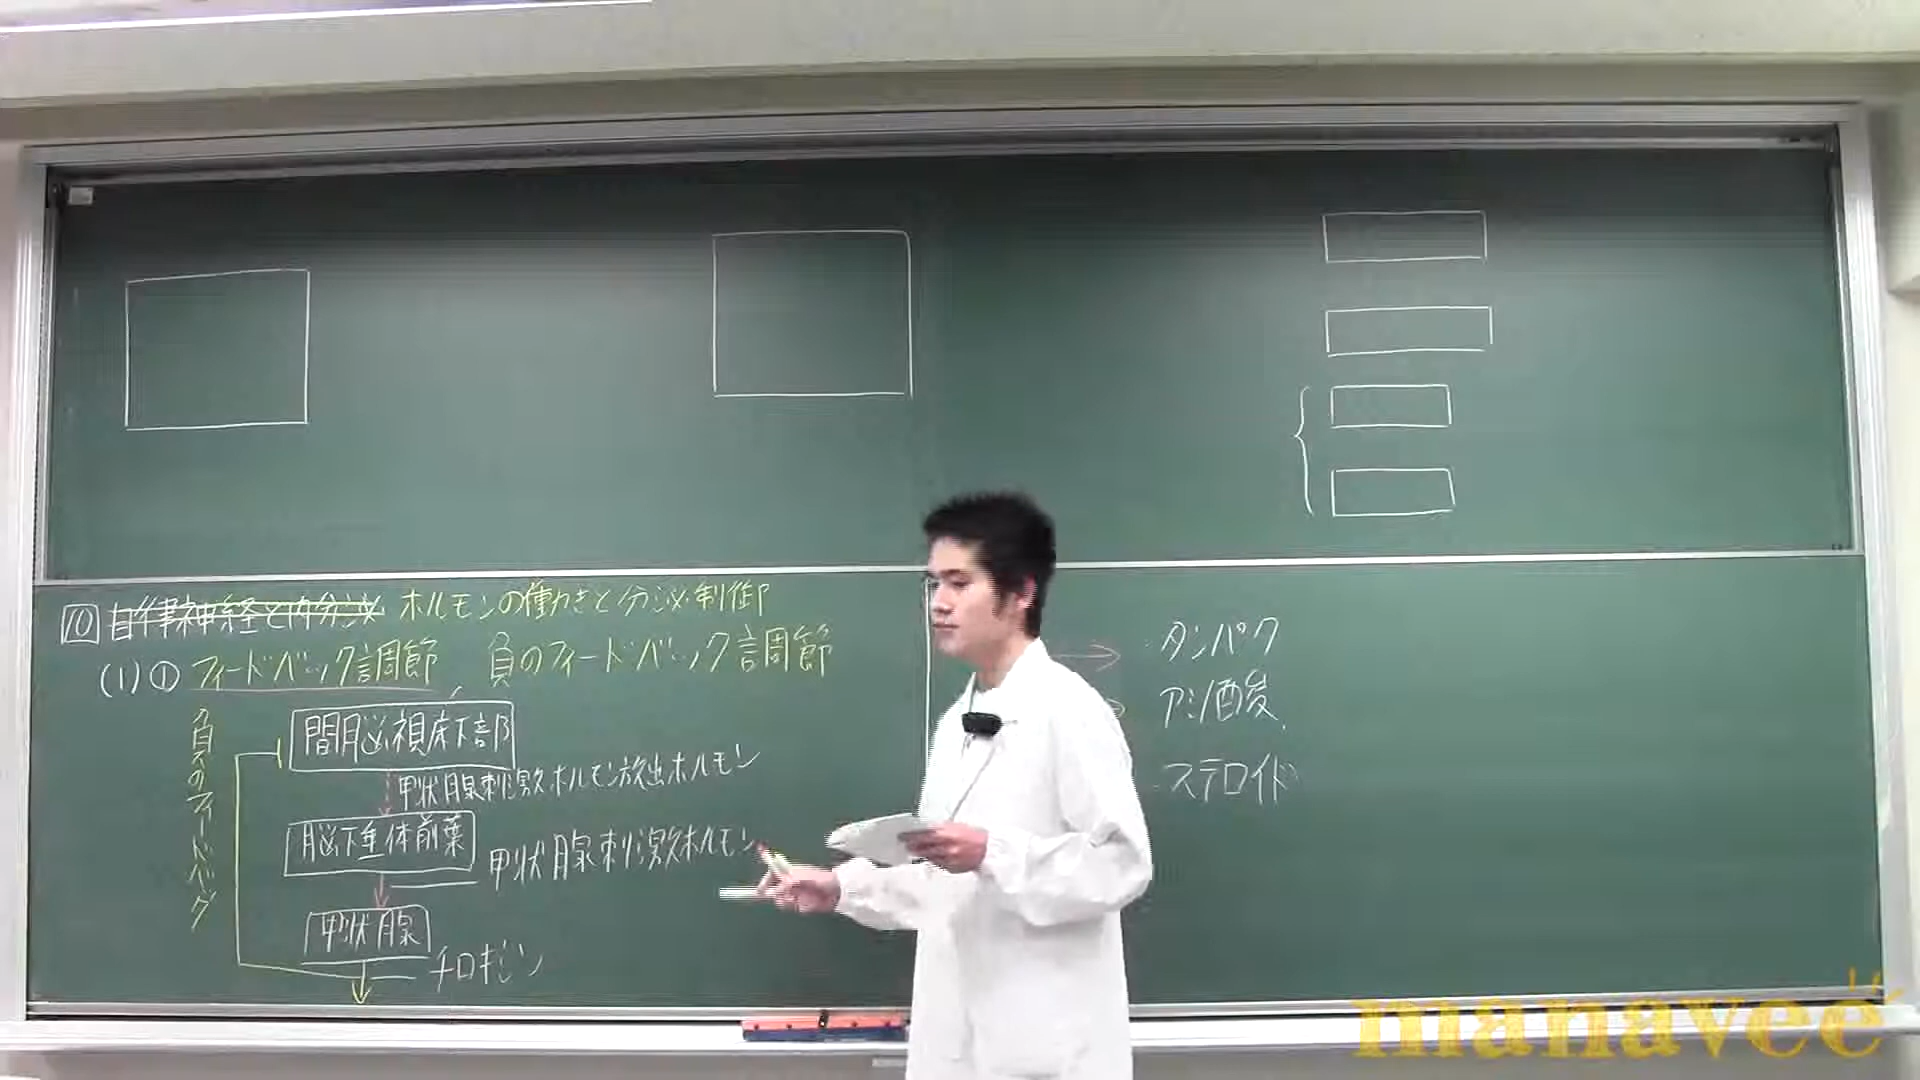 10 自律神経と内分泌 ホルモンの働きと分泌制御
(1)① フィードバック調節 負のフィードバック調節
負のフィードバック
間脳視床下部
甲状腺刺激ホルモン放出ホルモン
脳下垂体前葉
甲状腺刺激ホルモン
甲状腺
チロキシン
タンパク
アミノ酸
ステロイド
manavee